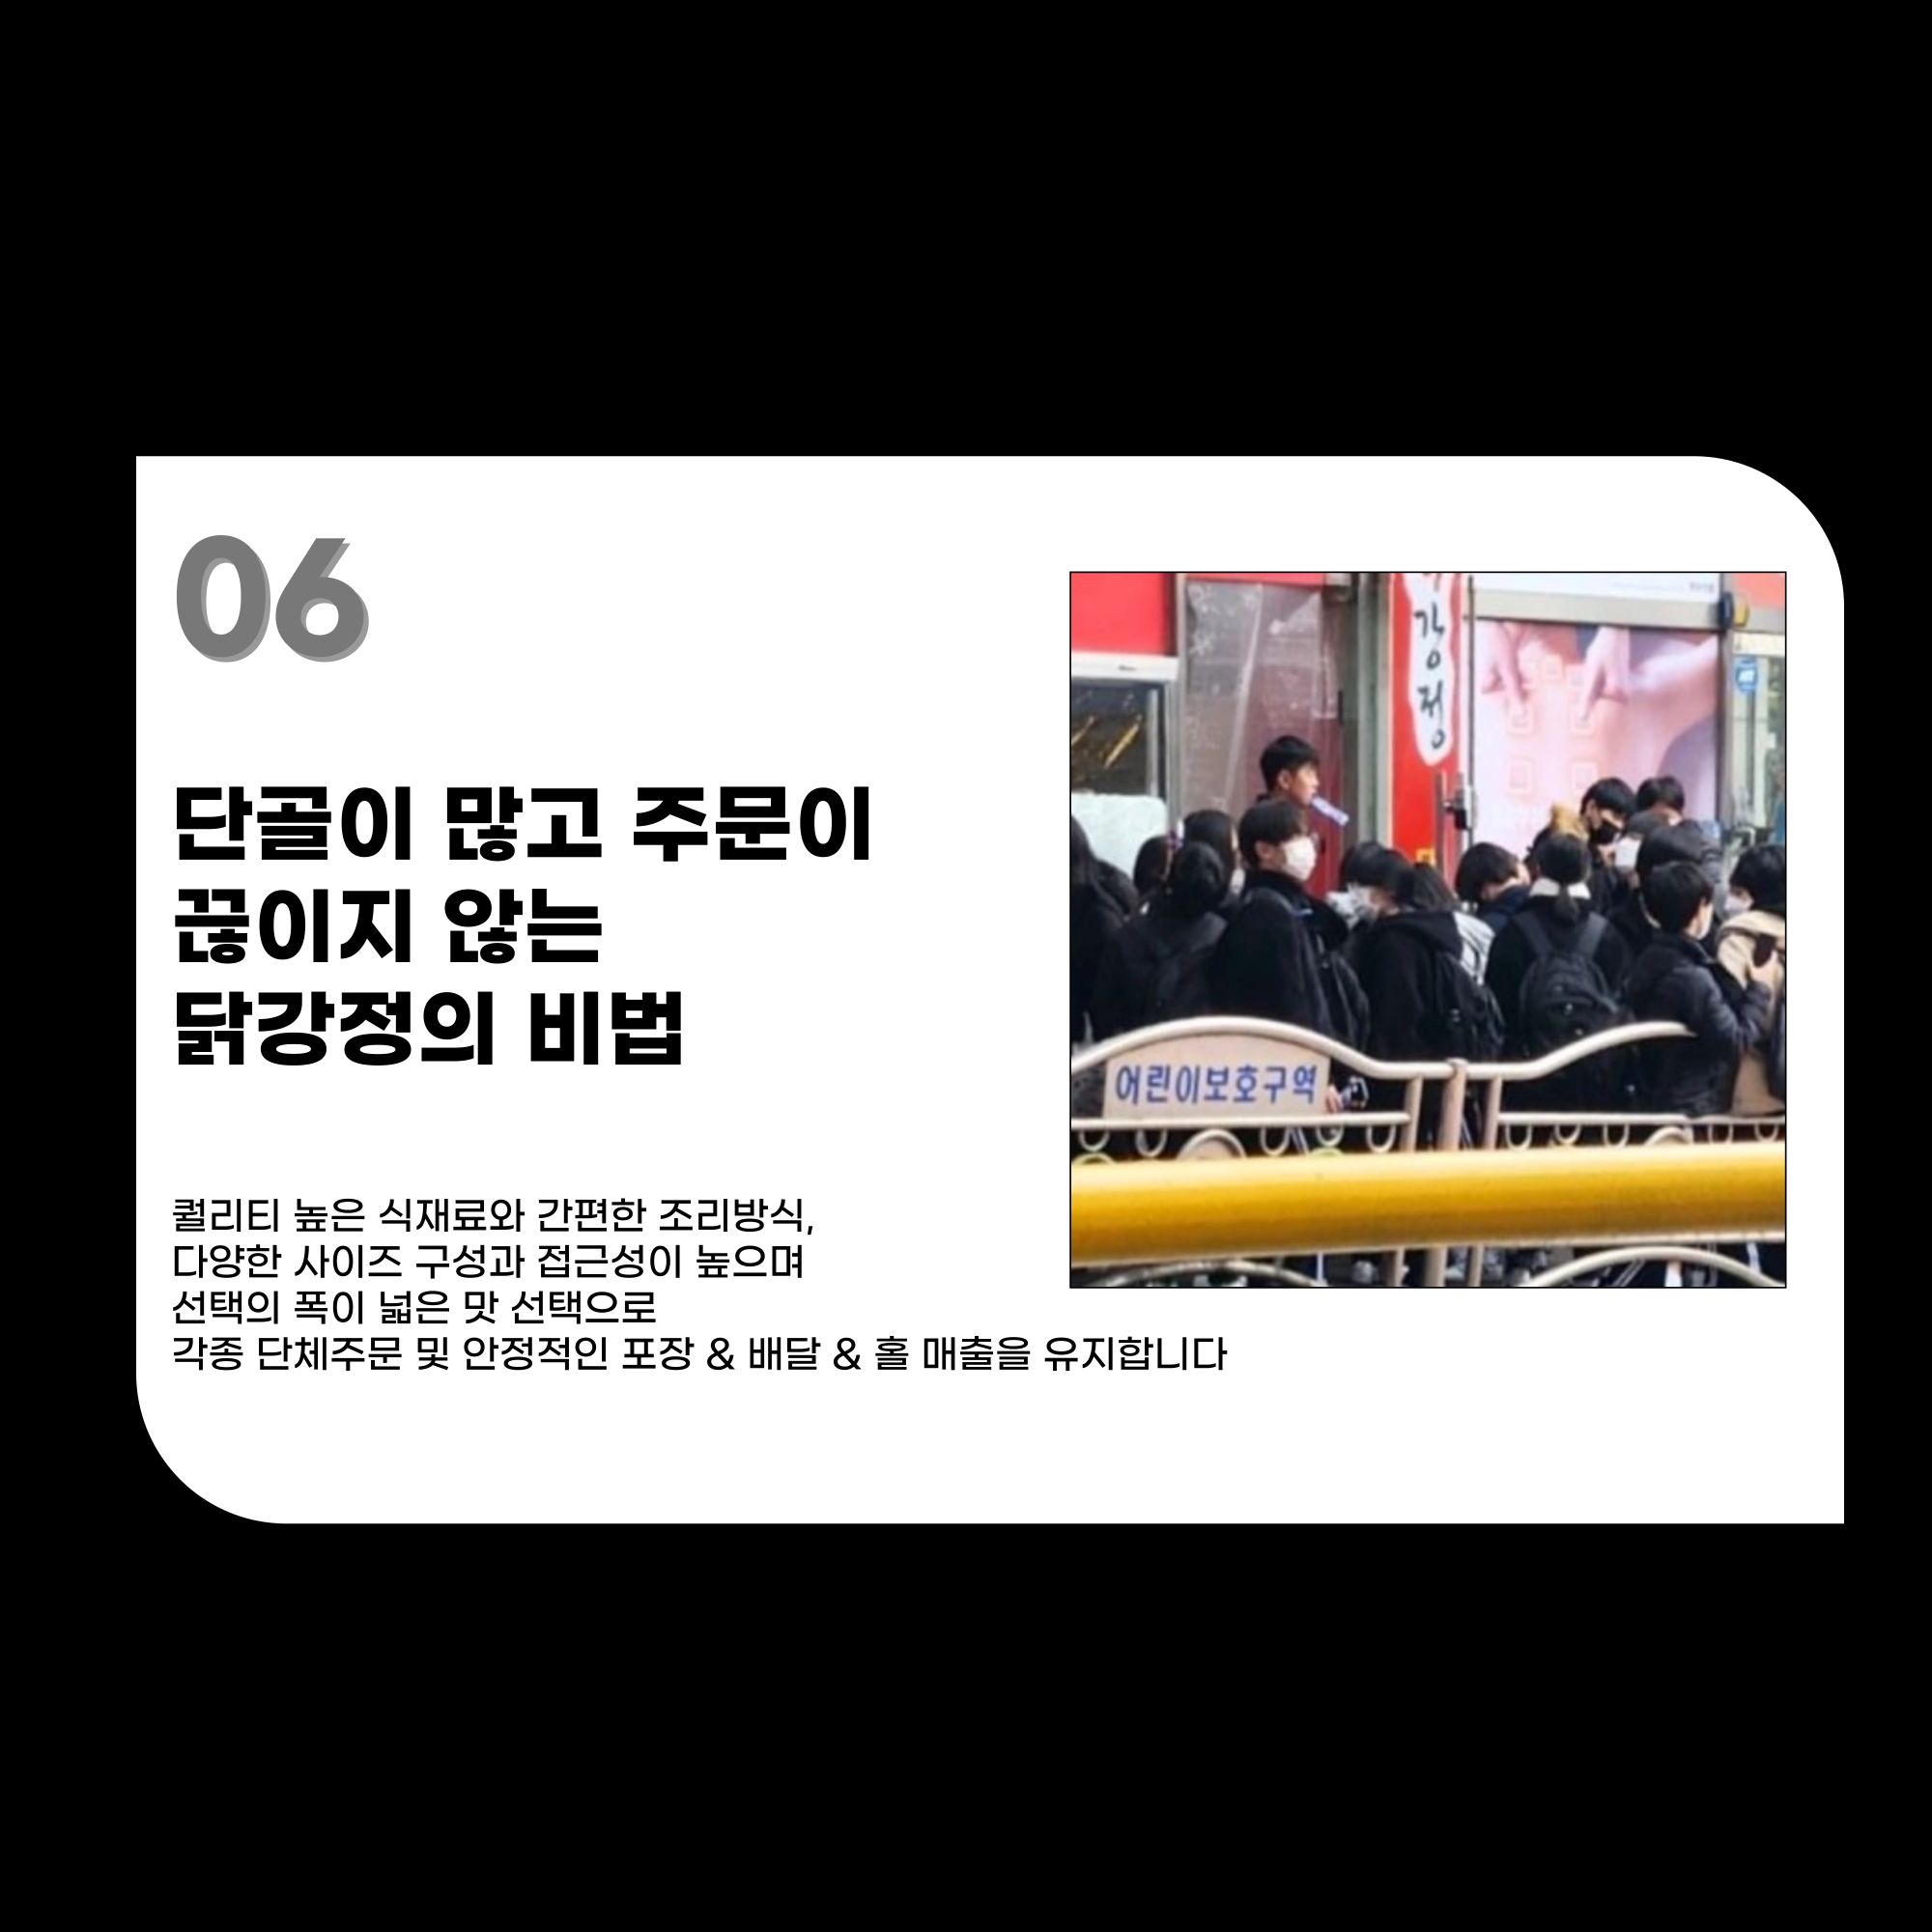 06
단골이 많고 주문이
끊이지 않는
닭강정의 비법
강정
어린이보호구역
퀄리티 높은 식재료와 간편한 조리방식,
다양한 사이즈 구성과 접근성이 높으며
선택의 폭이 넓은 맛 선택으로
각종 단체주문 및 안정적인 포장 & 배달 & 홀 매출을 유지합니다